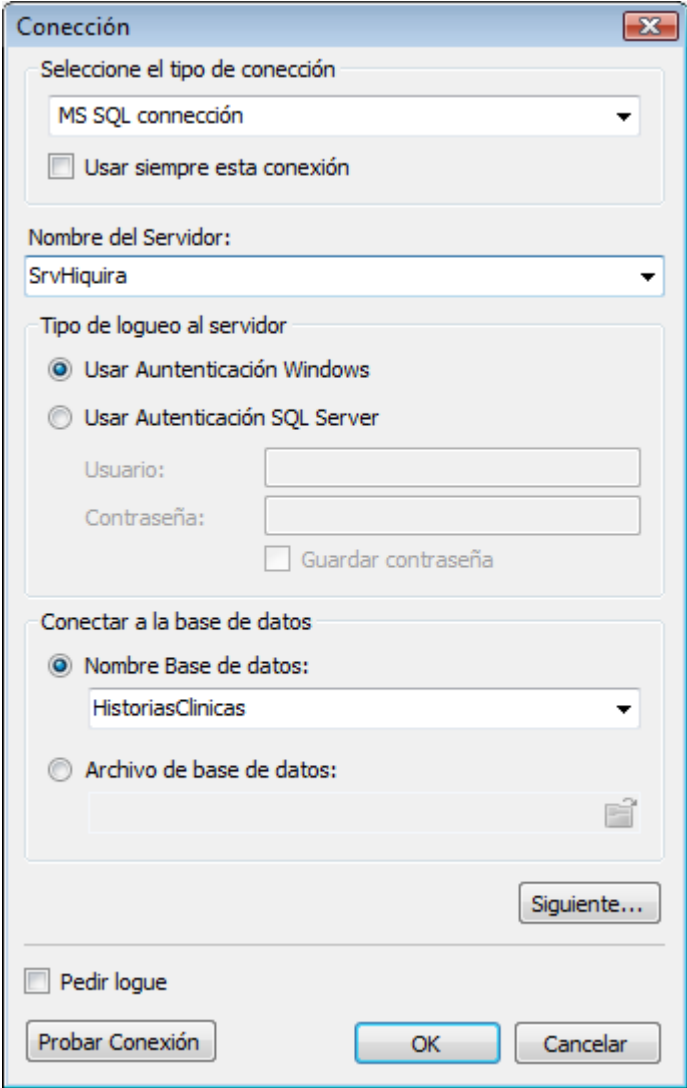 Conección
Seleccione el tipo de conección
MS SQL connección
Usar siempre esta conexión
Nombre del Servidor:
SrvHiquira
Tipo de logueo al servidor
Usar Auntenticación Windows
Usar Autenticación SQL Server
Usuario:
Contraseña:
Guardar contraseña
Conectar a la base de datos
Nombre Base de datos:
HistoriasClinicas
Archivo de base de datos:
Siguiente...
Pedir logue
Probar Conexión
OK
Cancelar